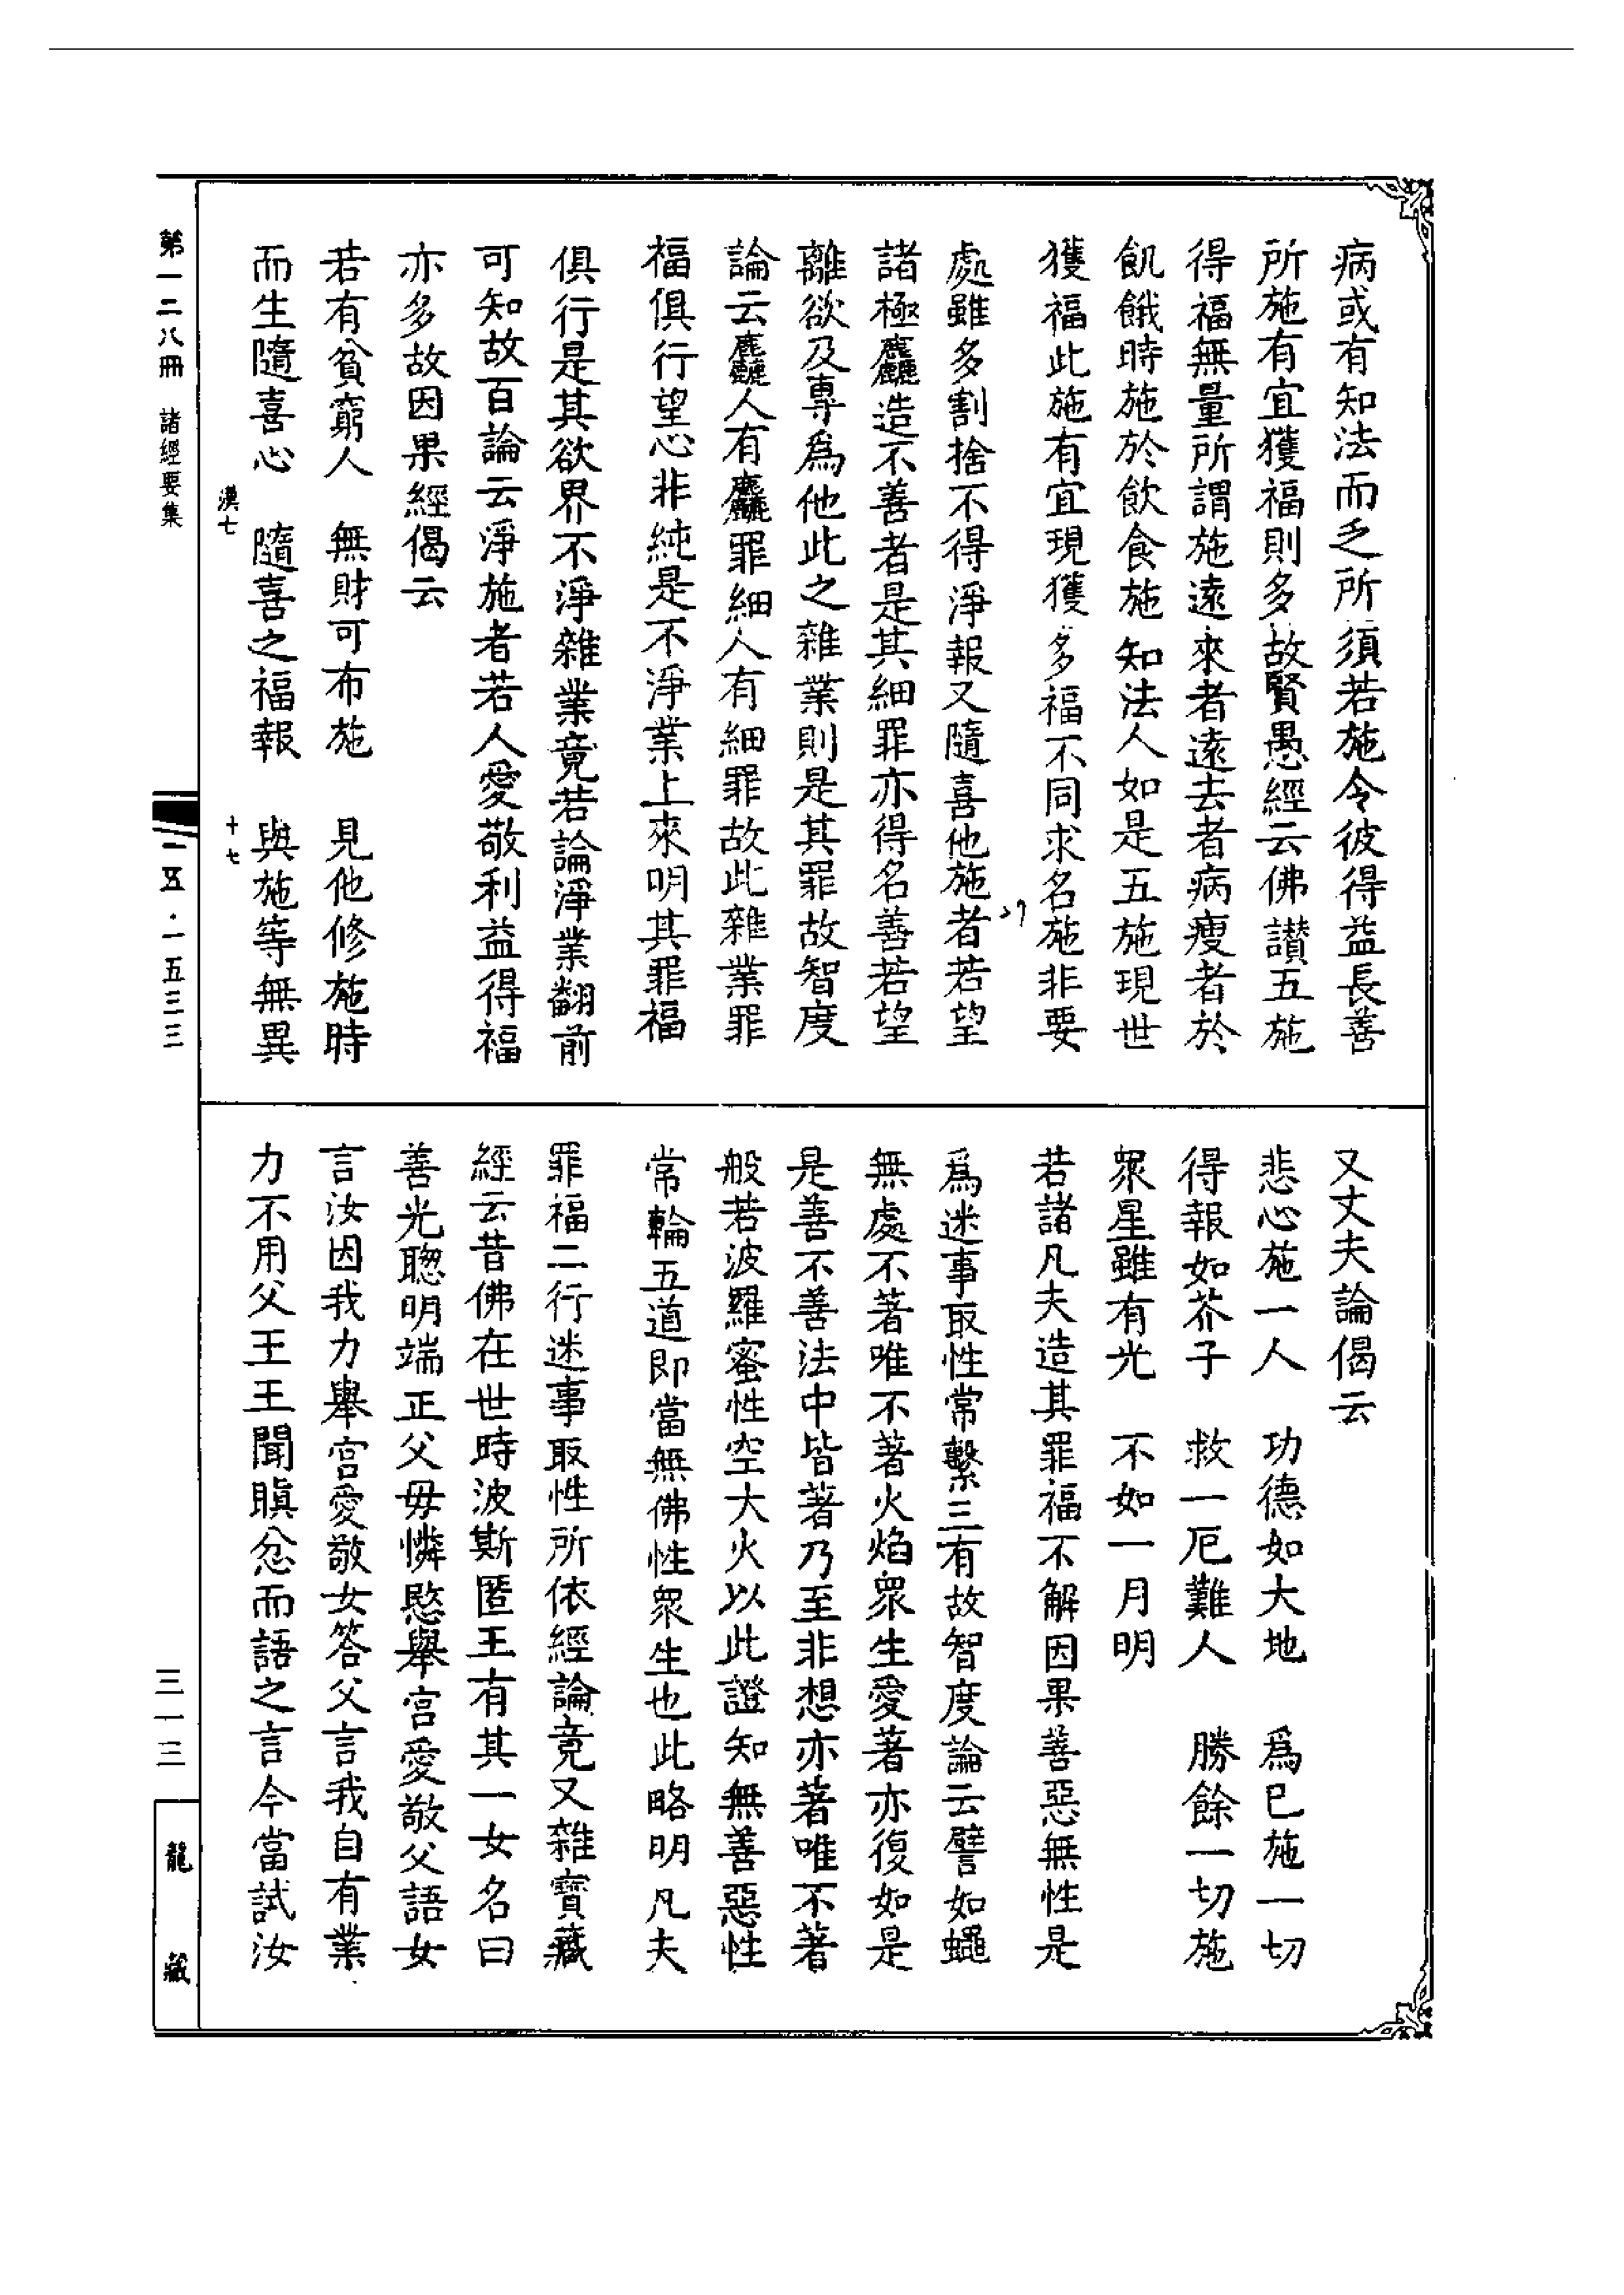 病或有知法而乏所須若施令彼得益長善
所施有宜獲福則多故賢愚經云佛讃五施
得福無量所謂施遠來者遠去者病瘦者於
飢餓時施於飲食施知法人如是五施現世
獲福此施有宜現獲多福不同求名施非要
處雖多割捨不得淨報又隨喜他施者若望
諸極麤造不善者是其細罪亦得名善若望
離欲及專爲他此之雜業則是其罪故智度
論云麤人有麤罪細人有細罪故此雜業罪
福俱行望心非純是不淨業上來明其罪福
俱行是其欲界不淨雜業竟若論淨業翻前
可知故百論云淨施者若人愛敬利益得福
亦多故因果經偈云
若有貧窮人　無財可布施　見他修施時
而生隨喜心　隨喜之福報　與施等無異
又丈夫論偈云
悲心施一人　功德如大地　爲巳施一切
得報如芥子　救一厄難人　勝餘一切施
衆星雖有光　不如一月明
若諸凡夫造其罪福不解因果善惡無性是
爲迷事取性常繫三有故智度論云譬如蠅
無處不著唯不著火焰衆生愛著亦復如是
是善不善法中皆著乃至非想亦著唯不著
般若波羅蜜性空大火以此證知無善惡性
常輪五道即當無佛性衆生也此略明凡夫
罪福二行迷事取性所依經論竟又雜寶藏
經云昔佛在世時波斯匿王有其一女名曰
善光聰明端正父毋憐愍舉宮愛敬父語女
言汝因我力舉宮愛敬女答父言我自有業
力不用父王王聞瞋忿而語之言今當試汝
漢七
十七
第一二八冊　諸經要集
一五·一五三三
三一三
龍藏